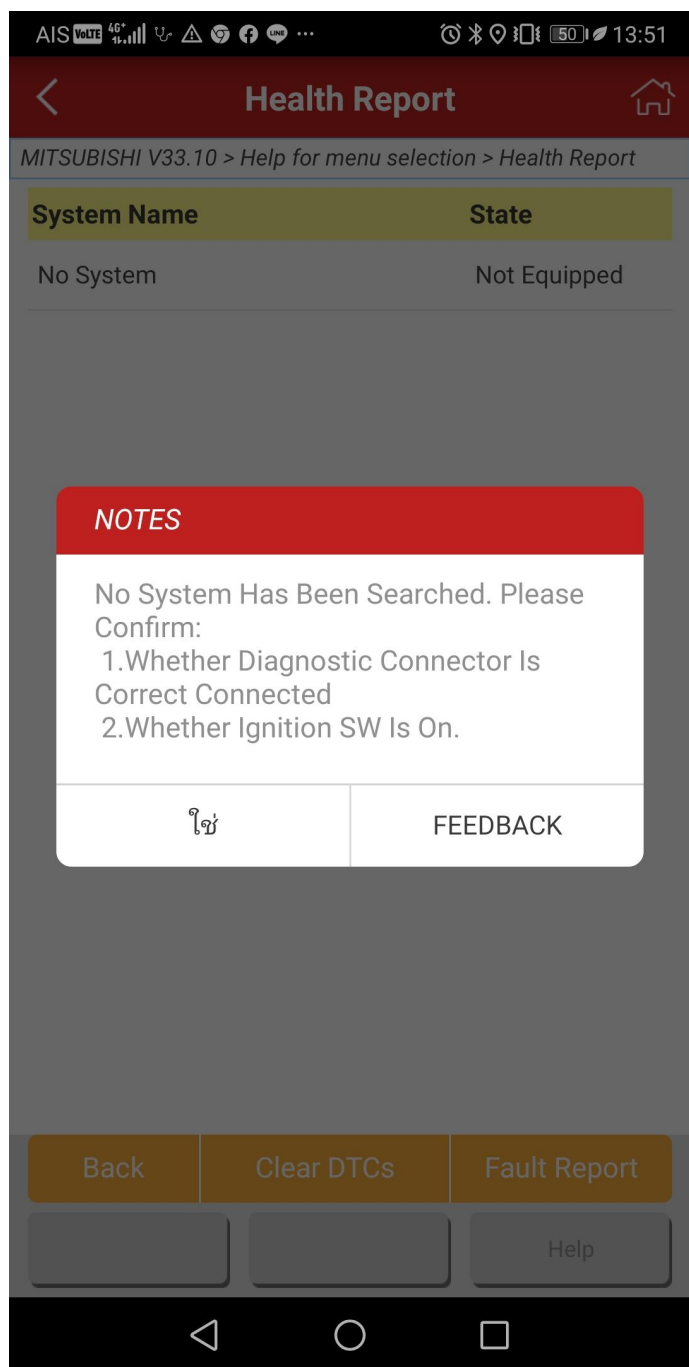 AIS VoLTE 4G+ 50 13:51
Health Report
MITSUBISHI V33.10 > Help for menu selection > Health Report
System Name State
No System Not Equipped
NOTES
No System Has Been Searched. Please
Confirm:
1.Whether Diagnostic Connector Is
Correct Connected
2.Whether Ignition SW Is On.
ใช่ FEEDBACK
Back Clear DTCs Fault Report
Help